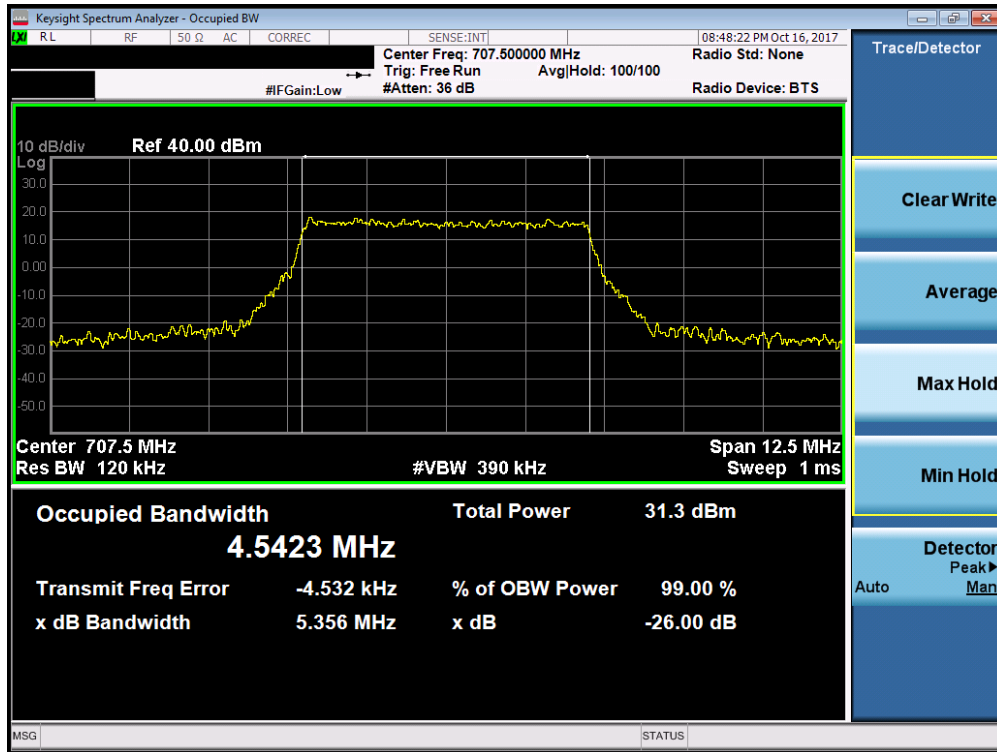 Keysight Spectrum Analyzer - Occupied BW
LXI RL RF 50 Ω AC CORREC SENSE:INT 08:48:22 PM Oct 16, 2017
Center Freq: 707.500000 MHz Radio Std: None
Trig: Free Run Avg|Hold: 100/100
#IFGain:Low #Atten: 36 dB Radio Device: BTS
10 dB/div Ref 40.00 dBm
Log
30.0
20.0
10.0
0.00
-10.0
-20.0
-30.0
-40.0
-50.0
Center 707.5 MHz Span 12.5 MHz
Res BW 120 kHz #VBW 390 kHz Sweep 1 ms
Occupied Bandwidth Total Power 31.3 dBm
4.5423 MHz
Transmit Freq Error -4.532 kHz % of OBW Power 99.00 %
x dB Bandwidth 5.356 MHz x dB -26.00 dB
MSG STATUS
Trace/Detector
Clear Write
Average
Max Hold
Min Hold
Detector
Peak▶
Auto Man